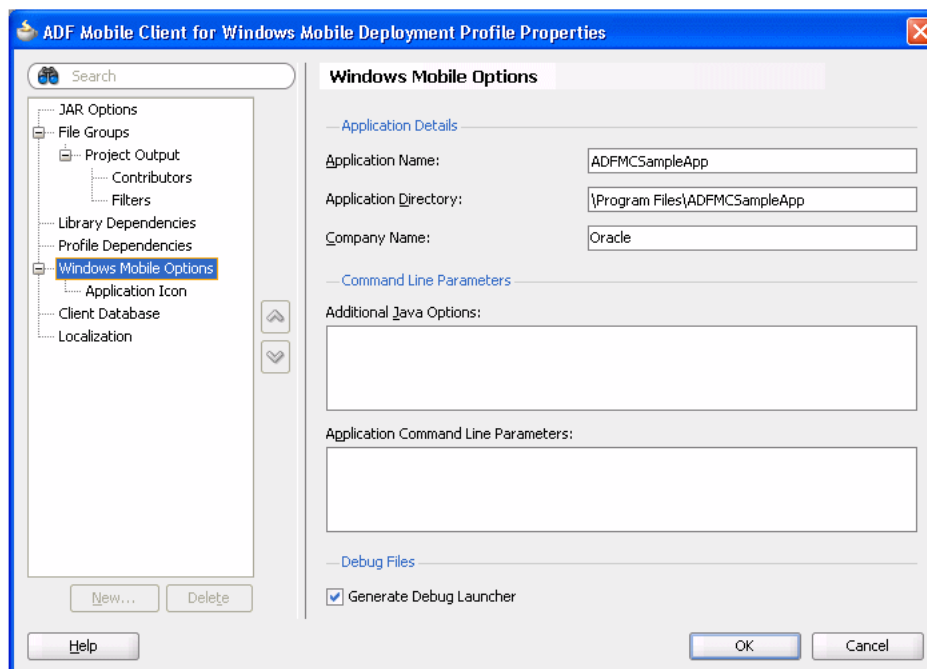 ADF Mobile Client for Windows Mobile Deployment Profile Properties
Search
JAR Options
File Groups
Project Output
Contributors
Filters
Library Dependencies
Profile Dependencies
Windows Mobile Options
Application Icon
Client Database
Localization
New...
Delete
Windows Mobile Options
Application Details
Application Name:
ADFMCSampleApp
Application Directory:
\Program Files\ADFMCSampleApp
Company Name:
Oracle
Command Line Parameters
Additional Java Options:
Application Command Line Parameters:
Debug Files
Generate Debug Launcher
Help
OK
Cancel